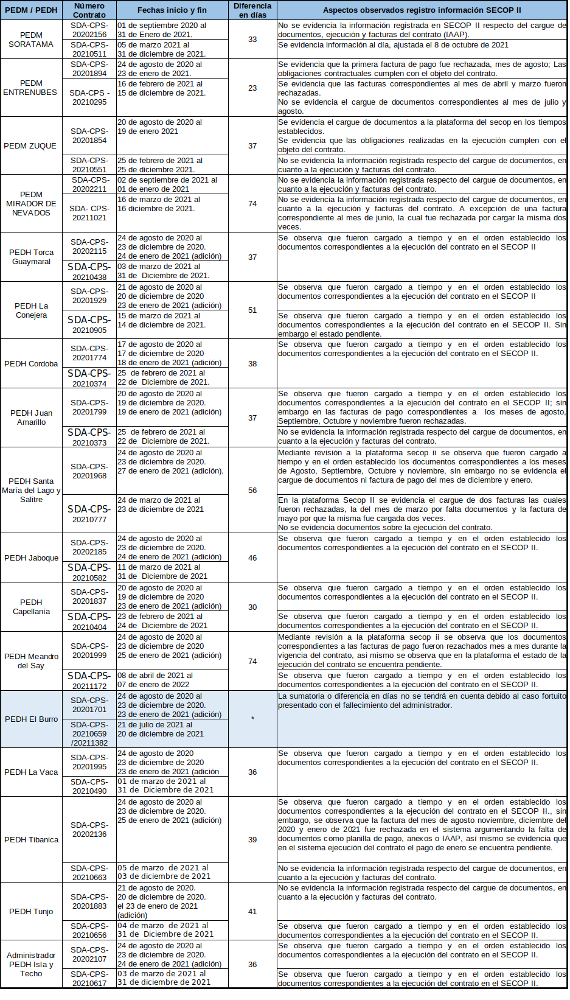 PEDM / PEDH
Número
Contrato
Fechas inicio y fin
Diferencia
en días
Aspectos observados registro información SECOP II
PEDM
SORATAMA
SDA-CPS-
20202156
01 de septiembre 2020 al
31 de Enero de 2021.
33
No se evidencia la información registrada en SECOP II respecto del cargue de
documentos, ejecución y facturas del contrato (IAAP).
SDA-CPS-
20210511
05 de marzo 2021 al
31 de diciembre de 2021.
Se evidencia información al día, ajustada el 8 de octubre de 2021
PEDM
ENTRENUBES
SDA-CPS-
20201894
24 de agosto de 2020 al
23 de enero de 2021.
23
Se evidencia que la primera factura de pago fue rechazada, mes de agosto; Las
obligaciones contractuales cumplen con el objeto del contrato.
SDA-CPS -
20210295
16 de febrero de 2021 al
15 de diciembre de 2021.
Se evidencia que las facturas correspondientes al mes de abril y marzo fueron
rechazadas.
No se evidencia el cargue de documentos correspondientes al mes de julio y
agosto.
PEDM ZUQUE
SDA-CPS-
20201854
20 de agosto de 2020 al
19 de enero 2021
37
Se evidencia el cargue de documentos a la plataforma del secop en los tiempos
establecidos.
Se evidencia que las obligaciones realizadas en la ejecución cumplen con el
objeto del contrato.
SDA-CPS-
20210551
25 de febrero de 2021 al
25 de diciembre 2021.
No se evidencia la información registrada respecto del cargue de documentos, en
cuanto a la ejecución y facturas del contrato.
PEDM
MIRADOR DE
NEVADOS
SDA-CPS-
20202211
02 de septiembre de 2021 al
01 de enero de 2021
74
No se evidencia la información registrada respecto del cargue de documentos, en
cuanto a la ejecución y facturas del contrato.
SDA- CPS-
20211021
16 de marzo de 2021 al
16 diciembre de 2021.
No se evidencia la información registrada respecto del cargue de documentos, en
cuanto a la ejecución y facturas del contrato. A excepción de una factura
correspondiente al mes de junio, la cual fue rechazada por cargar la misma dos
veces.
PEDH Torca
Guaymaral
SDA-CPS-
20202115
24 de agosto de 2020 al
23 de diciembre de 2020.
24 de enero de 2021 (adición)
37
Se observa que fueron cargado a tiempo y en el orden establecido los
documentos correspondientes a la ejecución del contrato en el SECOP II
SDA-CPS-
20210438
03 de marzo de 2021 al
31 de  Diciembre de 2021.
PEDH La
Conejera
SDA-CPS-
20201929
21 de agosto de 2020 al
20 de diciembre de 2020
23 de enero de 2021 (adición)
51
Se observa que fueron cargado a tiempo y en el orden establecido los
documentos correspondientes a la ejecución del contrato en el SECOP II
SDA-CPS-
20210905
15 de marzo de 2021 al
14 de diciembre de 2021.
Se observa que fueron cargado a tiempo y en el orden establecido los
documentos correspondientes a la ejecución del contrato en el SECOP II. Sin
embargo el estado pendiente.
PEDH Cordoba
SDA-CPS-
20201774
17 de agosto de 2020 al
17 de diciembre de 2020
18 de enero de 2021 (adición)
38
Se observa que fueron cargado a tiempo y en el orden establecido los
documentos correspondientes a la ejecución del contrato en el SECOP II.
SDA-CPS-
20210374
25  de febrero de 2021 al
22 de  Diciembre de 2021.
PEDH Juan
Amarillo
SDA-CPS-
20201799
20 de agosto de 2020 al
19 de diciembre de 2020.
19 de enero de 2021 (adición)
37
Se observa que fueron cargado a tiempo y en el orden establecido los
documentos correspondientes a la ejecución del contrato en el SECOP II; sin
embargo en las facturas de pago correspondientes a  los meses de agosto,
Septiembre, Octubre y noviembre fueron rechazadas.
SDA-CPS-
20210373
25  de febrero de 2021 al
22 de  Diciembre de 2021.
No se evidencia la información registrada respecto del cargue de documentos, en
cuanto a la ejecución y facturas del contrato.
PEDH Santa
María del Lago y
Salitre
SDA-CPS-
20201968
24 de agosto de 2020 al
23 de diciembre de 2020.
27 de enero de 2021 (adición).
56
Mediante revisión a la plataforma secop ii se observa que fueron cargado a
tiempo y en el orden establecido los documentos correspondientes a los meses
de Agosto, Septiembre, Octubre y noviembre, sin embargo no se evidencia el
cargue de documentos ni factura de pago del mes de diciembre y enero.
SDA-CPS-
20210777
24 de marzo de 2021 al
23 de diciembre de 2021
En la plataforma Secop II se evidencia el cargue de dos facturas las cuales
fueron rechazadas, la del mes de marzo por falta documentos y la factura de
mayo por que la misma fue cargada dos veces.
No se evidencia documentos sobre la ejecución del contrato.
PEDH Jaboque
SDA-CPS-
20202185
24 de agosto de 2020 al
23 de diciembre de 2020.
24 de enero de 2021 (adición)
46
Se observa que fueron cargado a tiempo y en el orden establecido los
documentos correspondientes a la ejecución del contrato en el SECOP II.
SDA-CPS-
20210582
11 de marzo de 2021 al
31 de  Diciembre de 2021
PEDH
Capellanía
SDA-CPS-
20201837
20 de agosto de 2020 al
19 de diciembre de 2020
23 de enero de 2021 (adición)
30
Se observa que fueron cargado a tiempo y en el orden establecido los
documentos correspondientes a la ejecución del contrato en el SECOP II.
SDA-CPS-
20210404
23 de febrero de 2021 al
24 de  Diciembre de 2021
Se observa que fueron cargado a tiempo y en el orden establecido los
documentos correspondientes a la ejecución del contrato en el SECOP II.
PEDH Meandro
del Say
SDA-CPS-
20201999
24 de agosto de 2020 al
23 de diciembre de 2020
25 de enero de 2021 (adición)
74
Mediante revisión a la plataforma secop ii se observa que los documentos
correspondientes a las facturas de pago fueron rezachados mes a mes durante la
vigencia del contrato, asi mismo se observa que en la plataforma el estado de la
ejecución del contrato se encuentra pendiente.
SDA-CPS-
20211172
08 de abril de 2021 al
07 de enero de 2022
Se observa que fueron cargado a tiempo y en el orden establecido los
documentos correspondientes a la ejecución del contrato en el SECOP II.
PEDH El Burro
SDA-CPS-
20201701
24 de agosto de 2020 al
23 de diciembre de 2020.
23 de enero de 2021 (adición)
*
La sumatoria o diferencia en días no se tendrá en cuenta debido al caso fortuito
presentado con el fallecimiento del administrador.
SDA-CPS-
20210659
/20211382
21 de julio de 2021 al
20 de diciembre de 2021
PEDH La Vaca
SDA-CPS-
20201995
24 de agosto de 2020
23 de diciembre de 2020
23 de enero de 2021 (adición
36
Se observa que fueron cargado a tiempo y en el orden establecido los
documentos correspondientes a la ejecución del contrato en el SECOP II.
SDA-CPS-
20210490
01 de marzo de 2021 al
31 de  Diciembre de 2021
PEDH Tibanica
SDA-CPS-
20202136
24 de agosto de 2020 al
23 de diciembre de 2020.
25 de enero de 2021 (adición)
39
Se observa que fueron cargado a tiempo y en el orden establecido los
documentos correspondientes a la ejecución del contrato en el SECOP II., sin
embargo, se observa que la factura del mes de agosto noviembre, diciembre del
2020 y enero de 2021 fue rechazada en el sistema argumentando la falta de
documentos como planilla de pago, anexos o IAAP, así mismo se evidencia que
en el sistema ejecución del contrato el pago de enero se encuentra pendiente.
SDA-CPS-
20210663
05 de marzo  de 2021 al
03 de diciembre de 2021
No se evidencia la información registrada respecto del cargue de documentos, en
cuanto a la ejecución y facturas del contrato.
PEDH Tunjo
SDA-CPS-
20201883
21 de agosto de 2020.
20 de diciembre de 2020.
el 23 de enero de 2021
(adición)
41
No se evidencia la información registrada respecto del cargue de documentos, en
cuanto a la ejecución y facturas del contrato.
SDA-CPS-
20210656
04 de marzo  de 2021 al
31 de  Diciembre de 2021
Se observa que fueron cargado a tiempo y en el orden establecido los
documentos correspondientes a la ejecución del contrato en el SECOP II.
Administrador
PEDH Isla y
Techo
SDA-CPS-
20202107
24 de agosto de 2020 al
23 de diciembre de 2020.
24 de enero de 2021 (adición)
36
Se observa que fueron cargado a tiempo y en el orden establecido los
documentos correspondientes a la ejecución del contrato en el SECOP II.
SDA-CPS-
20210617
03 de marzo de 2021 al
31 de diciembre de 2021
Se observa que fueron cargado a tiempo y en el orden establecido los
documentos correspondientes a la ejecución del contrato en el SECOP II.